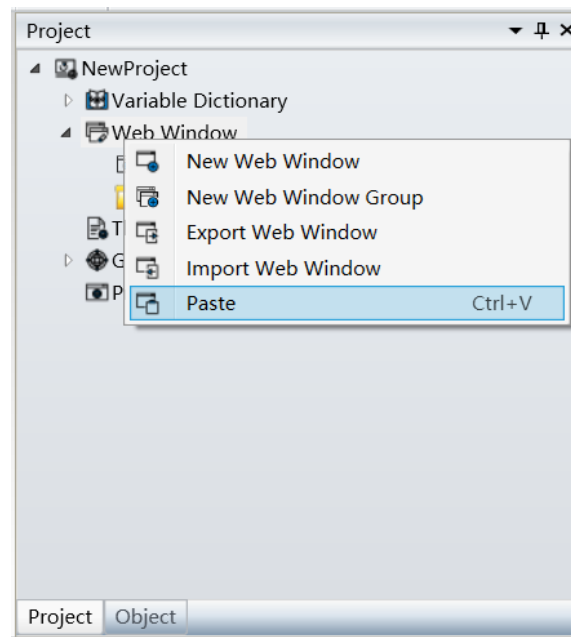 Project
NewProject
Variable Dictionary
Web Window
New Web Window
New Web Window Group
Export Web Window
Import Web Window
Paste Ctrl+V
Project Object